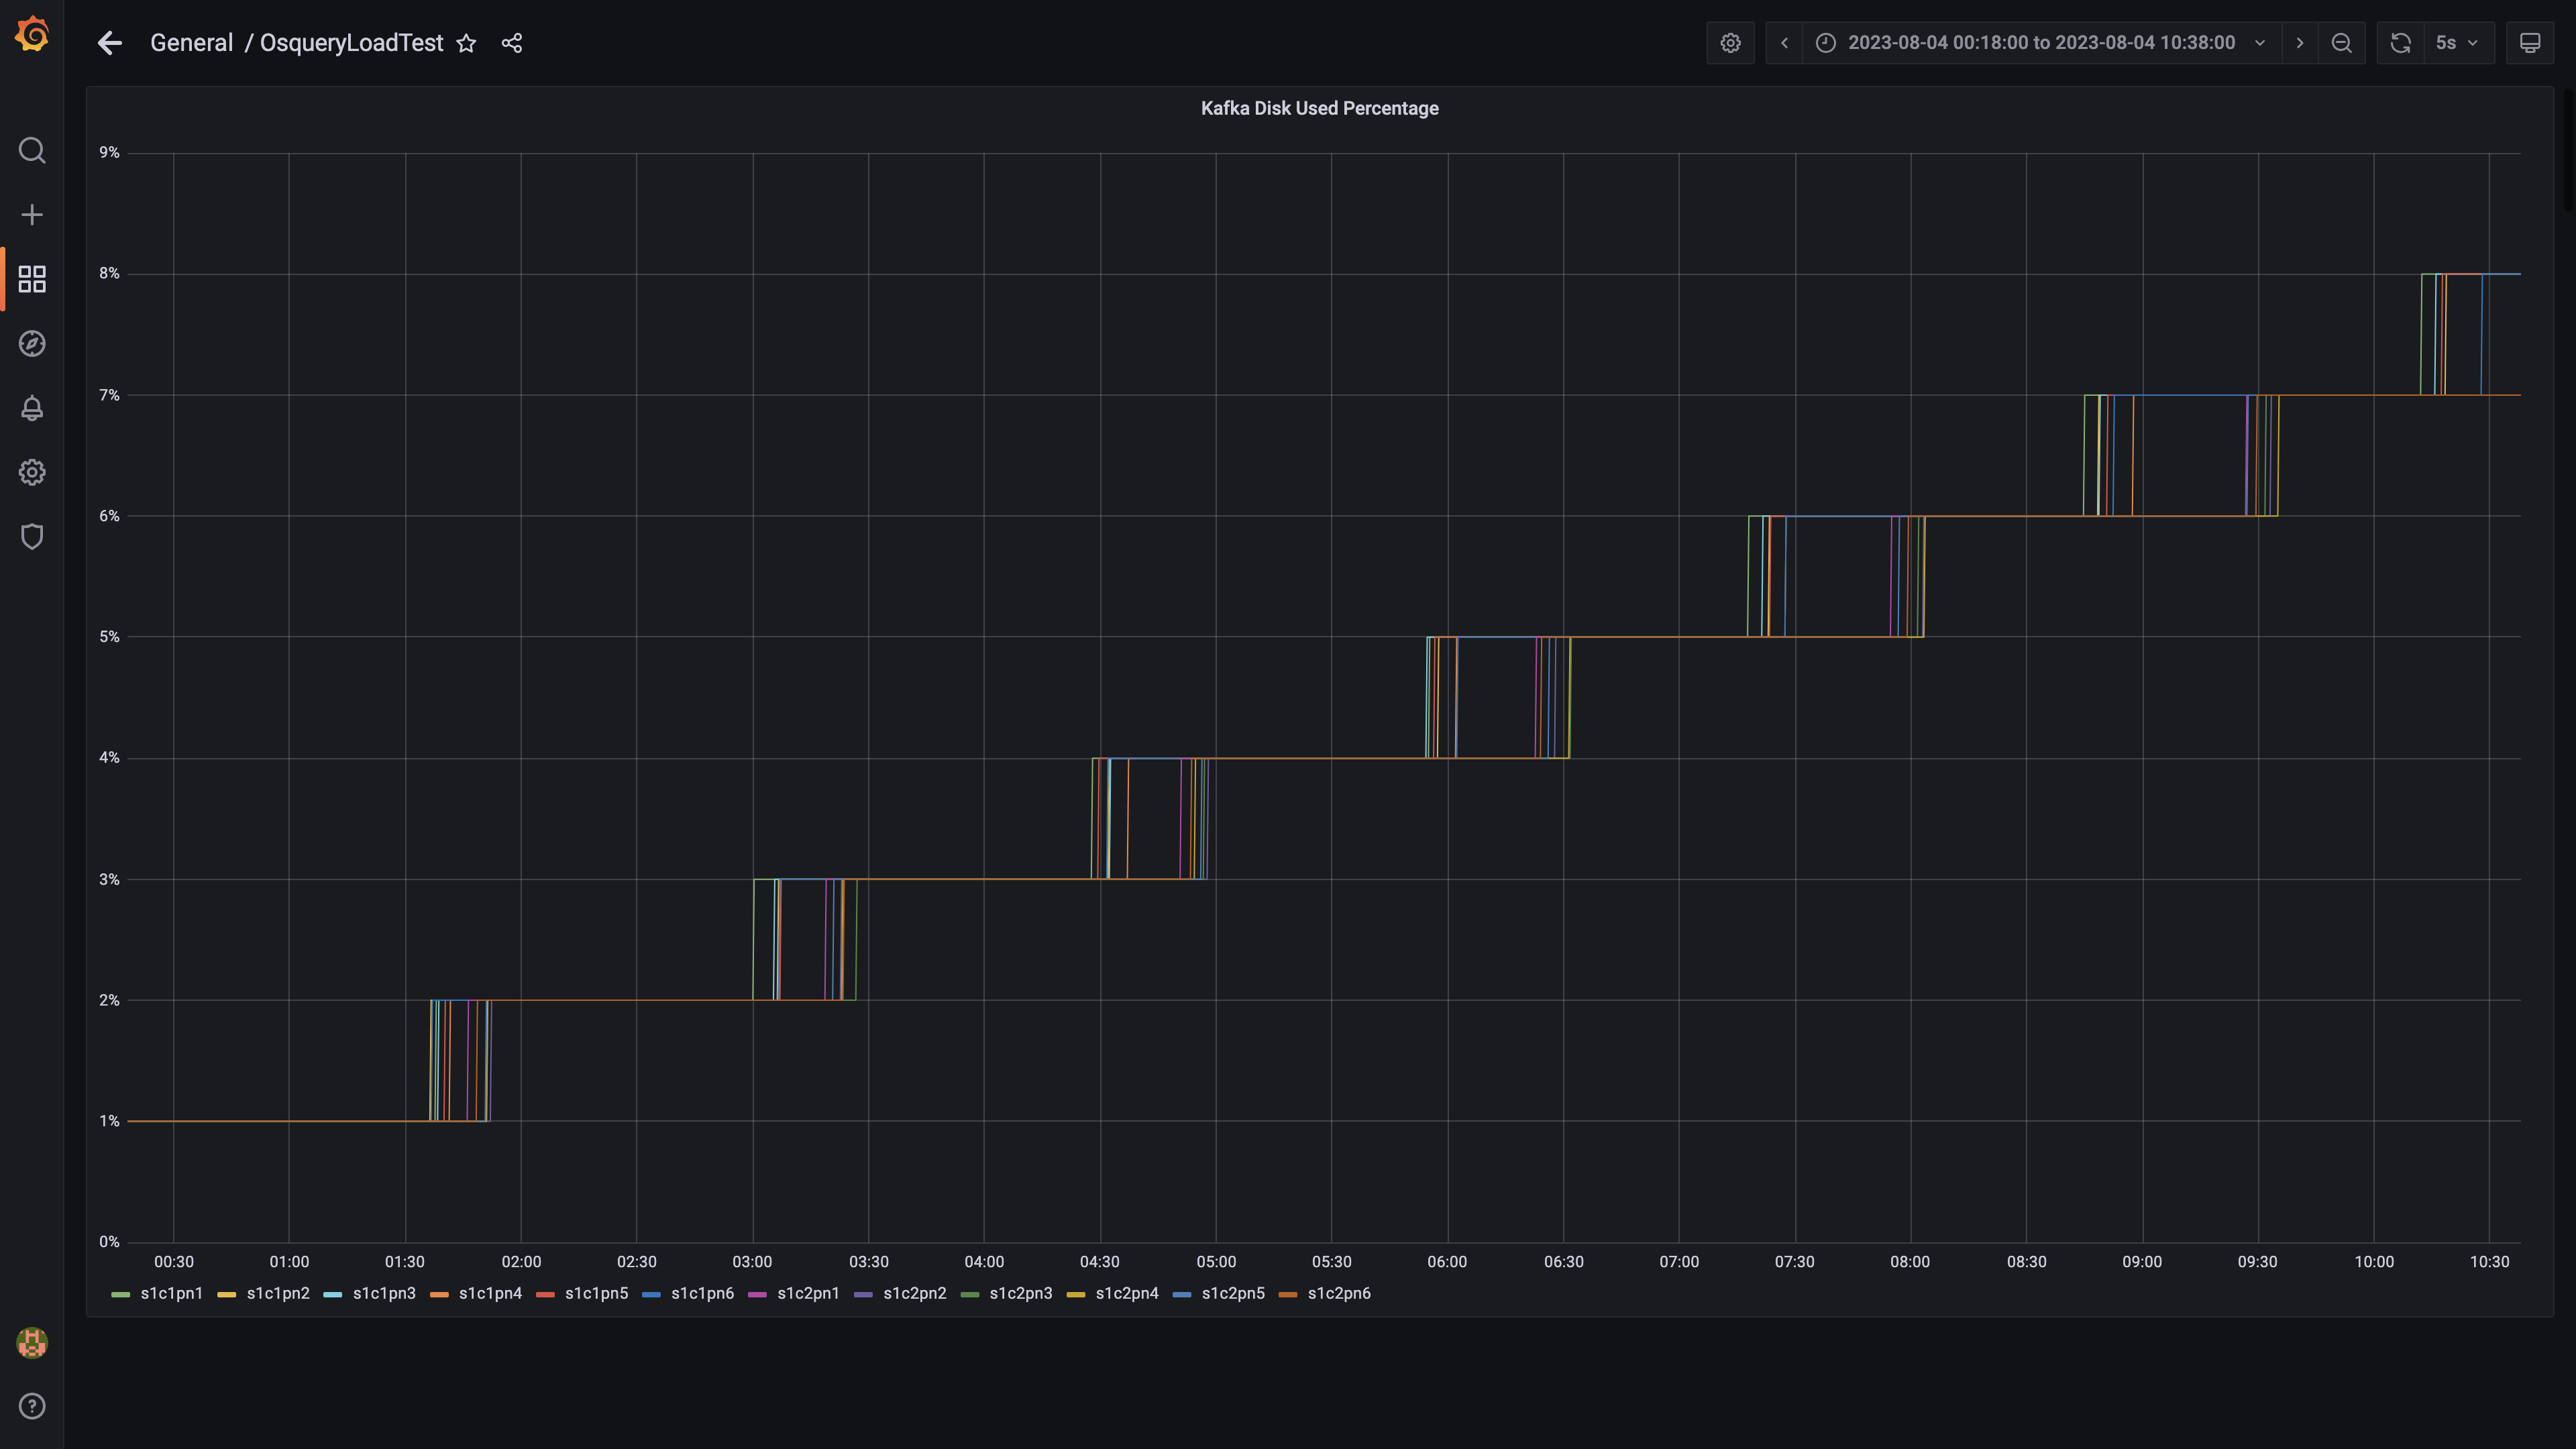 General / OsqueryLoadTest
2023-08-04 00:18:00 to 2023-08-04 10:38:00
5s
Kafka Disk Used Percentage
9%
8%
7%
6%
5%
4%
3%
2%
1%
0%
00:30 01:00 01:30 02:00 02:30 03:00 03:30 04:00 04:30 05:00 05:30 06:00 06:30 07:00 07:30 08:00 08:30 09:00 09:30 10:00 10:30
s1c1pn1 s1c1pn2 s1c1pn3 s1c1pn4 s1c1pn5 s1c1pn6 s1c2pn1 s1c2pn2 s1c2pn3 s1c2pn4 s1c2pn5 s1c2pn6